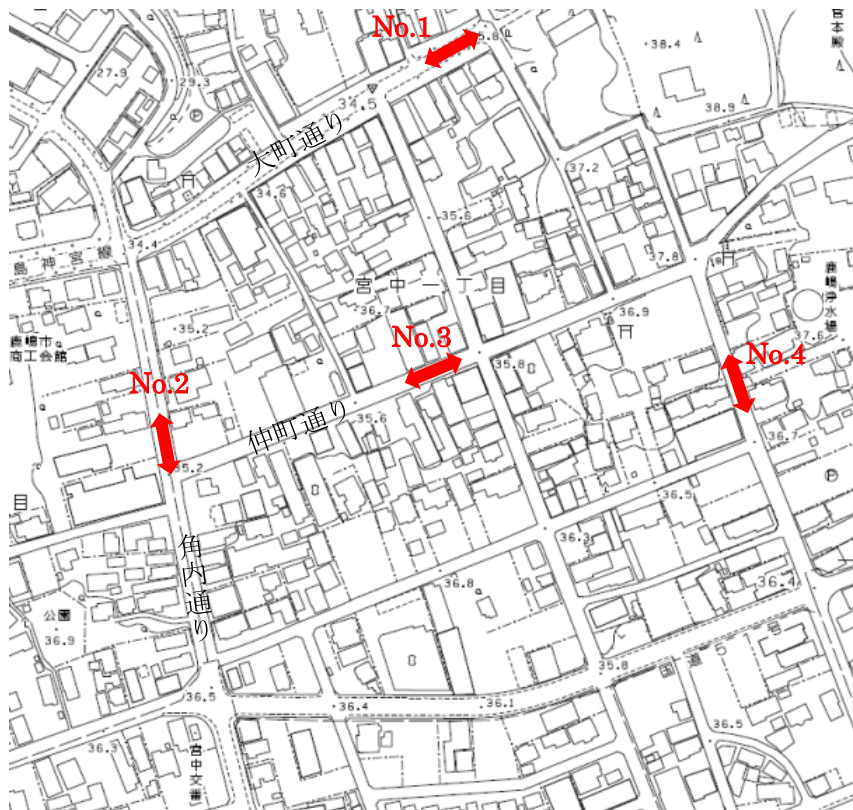 No.1
5.8
38.4
宮本殿
27.9
29.3
34.5
38.9
大町通り
37.2
34.6
35.6
34.4
島神宮線
37.8
宮中一丁目
36.7
36.9
鹿嶋浄水場
35.2
鹿嶋市
商工会館
No.3
37.6
No.2
35.8
No.4
仲町通り
35.6
36.7
35.2
目
36.5
角内通り
36.3
36.8
36.4
公園
36.9
35.8
36.5
36.4
36.1
36.5
36.3
宮中交番